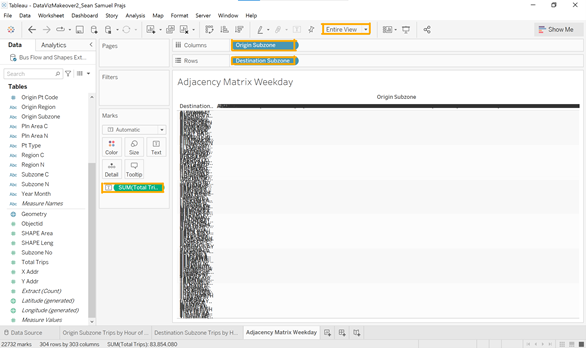 Tableau - DataVizMakeover2_Sean Samuel Prajs
File Data Worksheet Dashboard Story Analysis Map Format Server Window Help
Entire View
Show Me
Data Analytics
Bus Flow and Shapes Ext...
Search
Tables
Origin Pt Code
Origin Region
Origin Subzone
Pln Area C
Pln Area N
Pt Type
Region C
Region N
Subzone C
Subzone N
Year Month
Measure Names
Geometry
Objectid
SHAPE Area
SHAPE Leng
Subzone No
Total Trips
X Addr
Y Addr
Extract (Count)
Latitude (generated)
Longitude (generated)
Measure Values
Pages
Filters
Marks
Automatic
Color Size Text
Detail Tooltip
SUM(Total Tri..
Columns Origin Subzone
Rows Destination Subzone
Adjacency Matrix Weekday
Origin Subzone
Destination..
Data Source Origin Subzone Trips by Hour of ... Destination Subzone Trips by H... Adjacency Matrix Weekday
22732 marks 304 rows by 303 columns SUM(Total Trips): 83,854,080